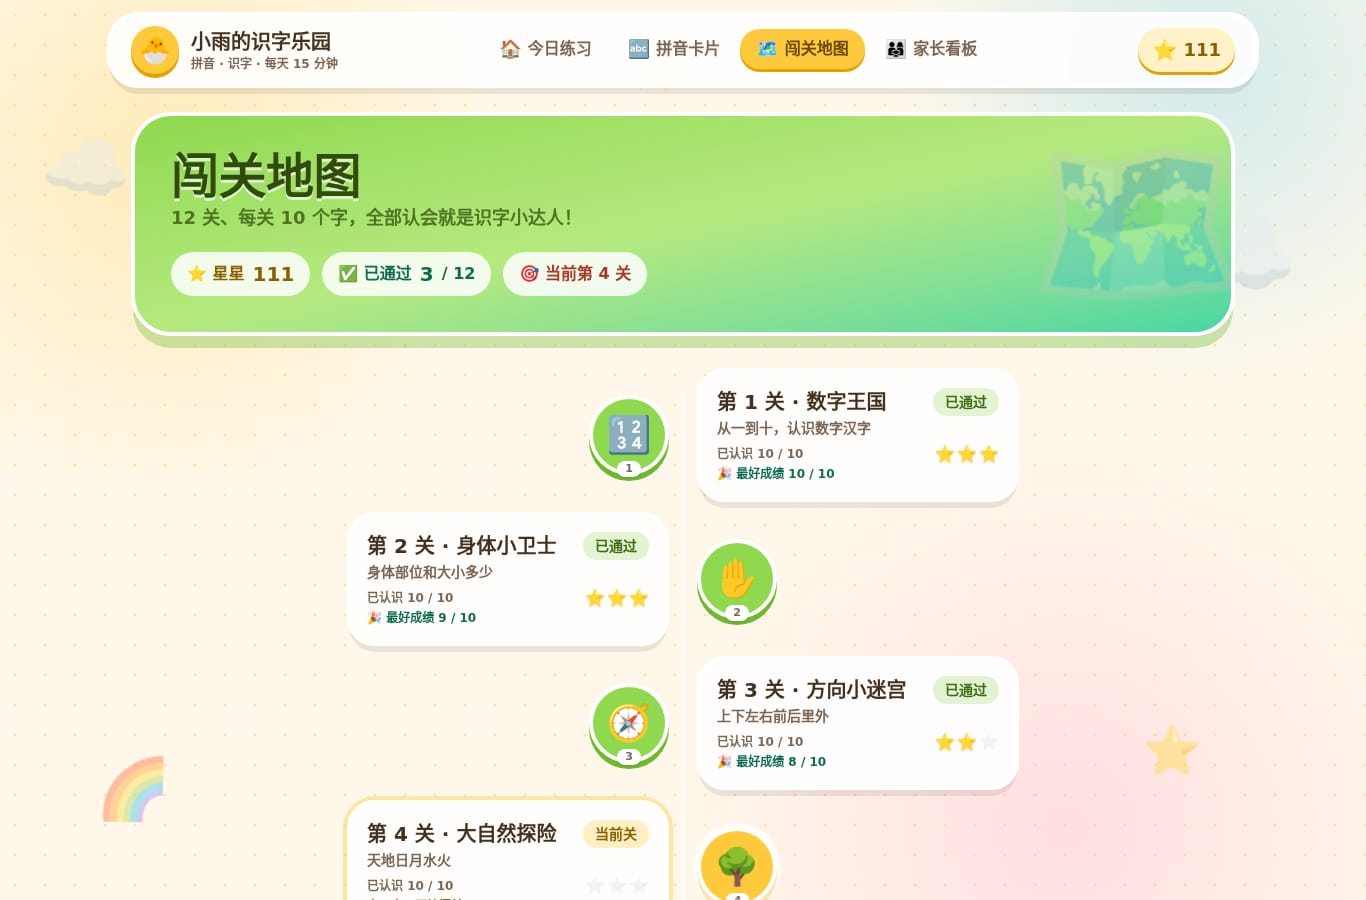 小雨的识字乐园
拼音 · 识字 · 每天 15 分钟
今日练习
abc 拼音卡片
闯关地图
家长看板
111
闯关地图
12 关、每关 10 个字，全部认会就是识字小达人！
星星 111
已通过 3 / 12
当前第 4 关
1 2
3 4
1
第 1 关 · 数字王国
已通过
从一到十，认识数字汉字
已认识 10 / 10
最好成绩 10 / 10
第 2 关 · 身体小卫士
已通过
身体部位和大小多少
已认识 10 / 10
最好成绩 9 / 10
2
3
第 3 关 · 方向小迷宫
已通过
上下左右前后里外
已认识 10 / 10
最好成绩 8 / 10
第 4 关 · 大自然探险
当前关
天地日月水火
已认识 10 / 10